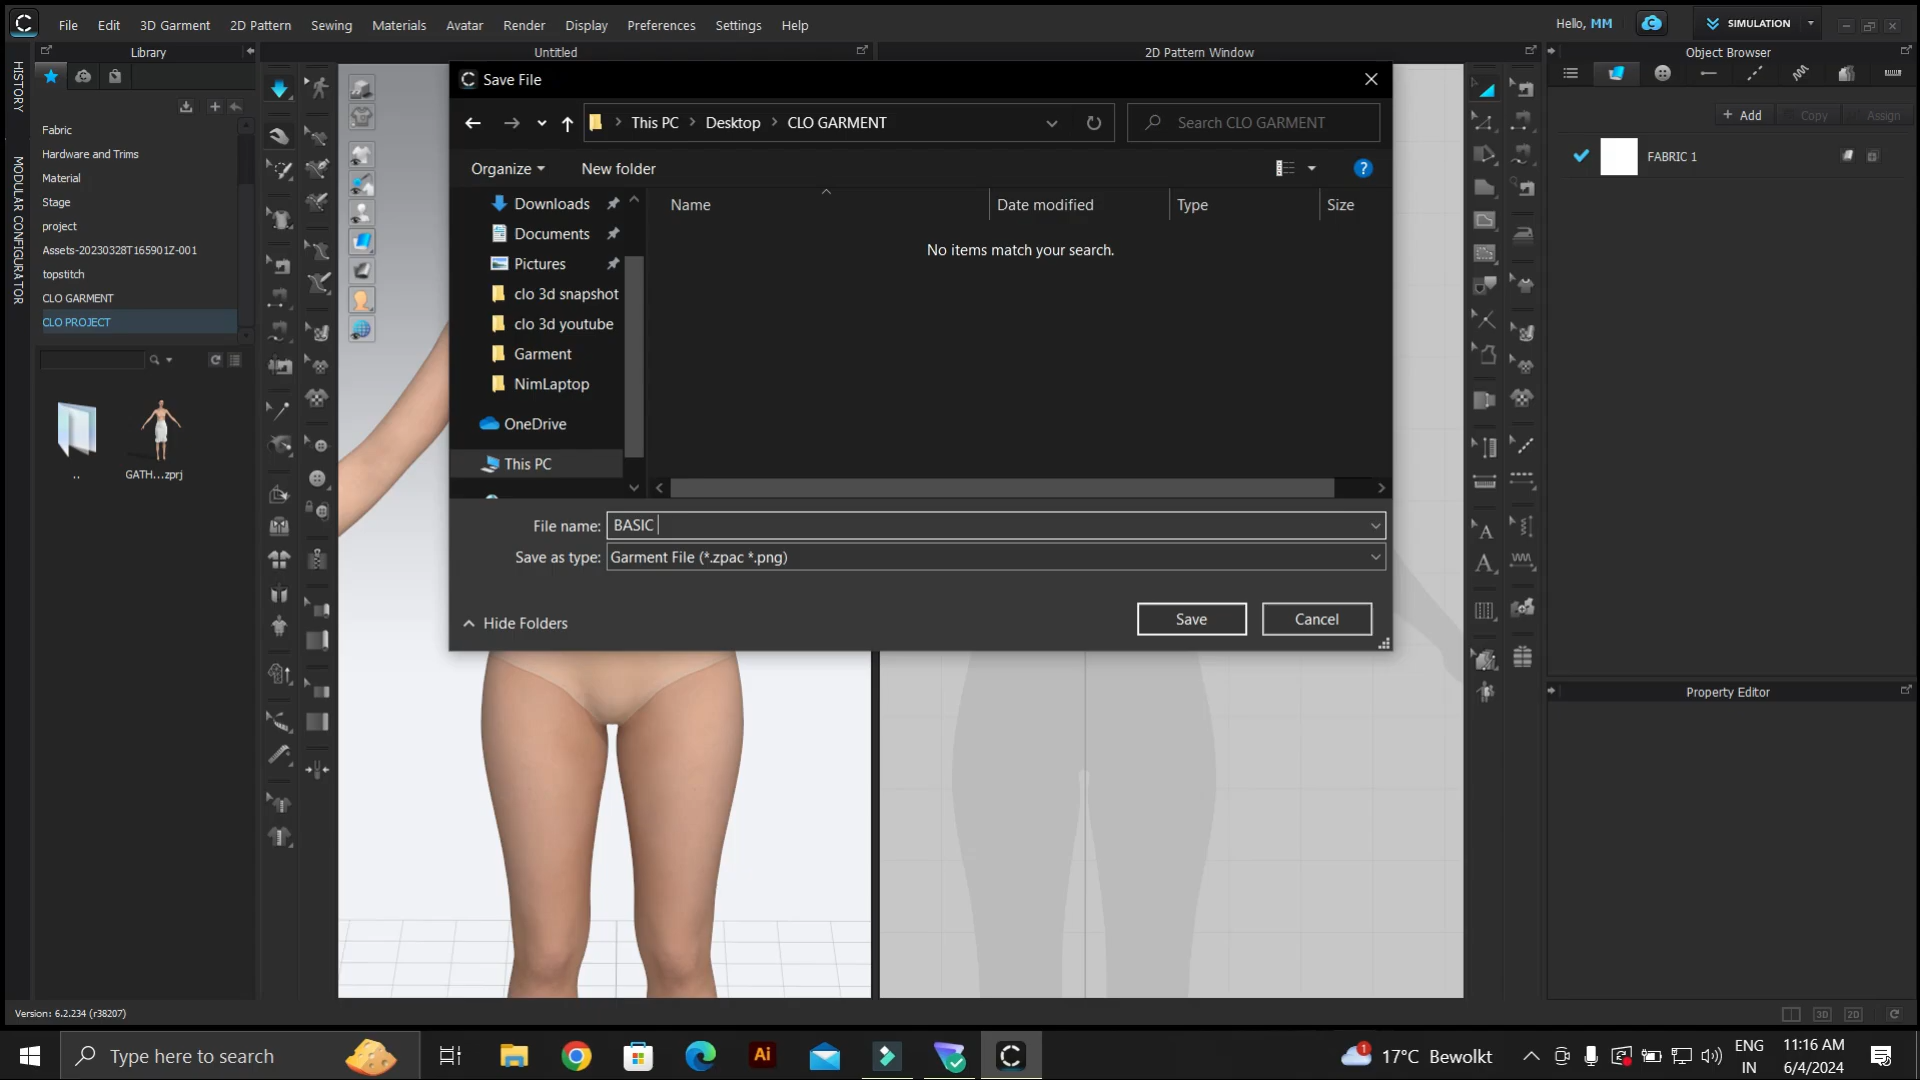 File Edit 3D Garment 2D Pattern Sewing Materials Avatar Render Display Preferences Settings Help
Hello, MM
SIMULATION
Library
Untitled
2D Pattern Window
Object Browser
HISTORY
MODULAR CONFIGURATOR
Fabric
Hardware and Trims
Material
Stage
project
Assets-20230328T165901Z-001
topstitch
CLO GARMENT
CLO PROJECT
..
GATH...zprj
Save File
This PC > Desktop > CLO GARMENT
Search CLO GARMENT
Organize
New folder
Downloads
Documents
Pictures
clo 3d snapshot
clo 3d youtube
Garment
NimLaptop
OneDrive
This PC
Name Date modified Type Size
No items match your search.
File name: BASIC
Save as type: Garment File (*.zpac *.png)
Hide Folders
Save
Cancel
+ Add
Copy
Assign
FABRIC 1
Property Editor
Version: 6.2.234 (r38207)
3D
2D
Type here to search
Ai
1
17°C Bewolkt
ENG
IN
11:16 AM
6/4/2024